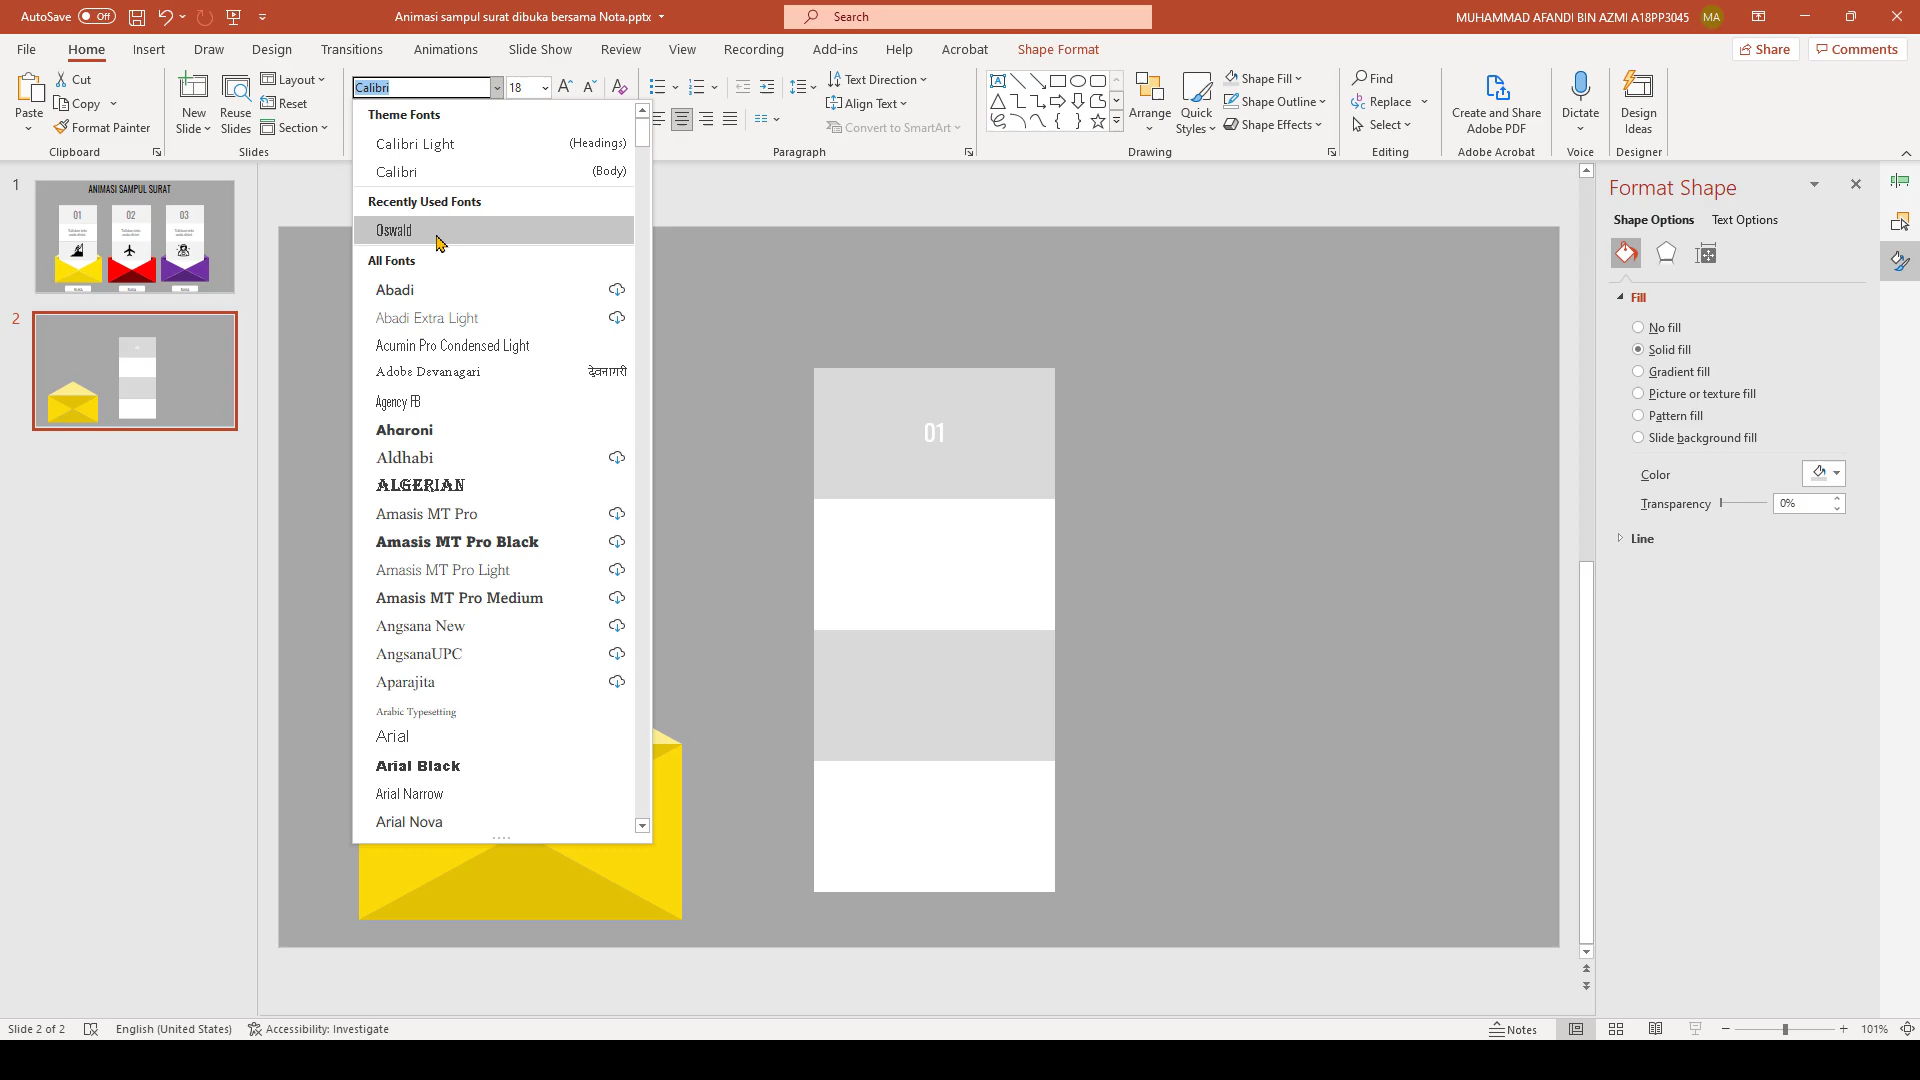 AutoSave Off
Animasi sampul surat dibuka bersama Nota.pptx
Search
MUHAMMAD AFANDI BIN AZMI A18PP3045 MA
File Home Insert Draw Design Transitions Animations Slide Show Review View Recording Add-ins Help Acrobat Shape Format
Share Comments
Paste
Cut
Copy
Format Painter
Clipboard
New Slide
Reuse Slides
Layout
Reset
Section
Slides
Calibri 18
Text Direction
Align Text
Convert to SmartArt
Paragraph
Arrange
Quick Styles
Shape Fill
Shape Outline
Shape Effects
Drawing
Find
Replace
Select
Editing
Create and Share Adobe PDF
Adobe Acrobat
Dictate
Voice
Design Ideas
Designer
Theme Fonts
Calibri Light (Headings)
Calibri (Body)
Recently Used Fonts
Oswald
All Fonts
Abadi
Abadi Extra Light
Acumin Pro Condensed Light
Adobe Devanagari देवनागरी
Agency FB
Aharoni
Aldhabi
ALGERIAN
Amasis MT Pro
Amasis MT Pro Black
Amasis MT Pro Light
Amasis MT Pro Medium
Angsana New
AngsanaUPC
Aparajita
Arabic Typesetting
Arial
Arial Black
Arial Narrow
Arial Nova
1
ANIMASI SAMPUL SURAT
01 02 03
2
01
Format Shape
Shape Options Text Options
Fill
No fill
Solid fill
Gradient fill
Picture or texture fill
Pattern fill
Slide background fill
Color
Transparency 0%
Line
Slide 2 of 2 English (United States) Accessibility: Investigate
Notes 101%